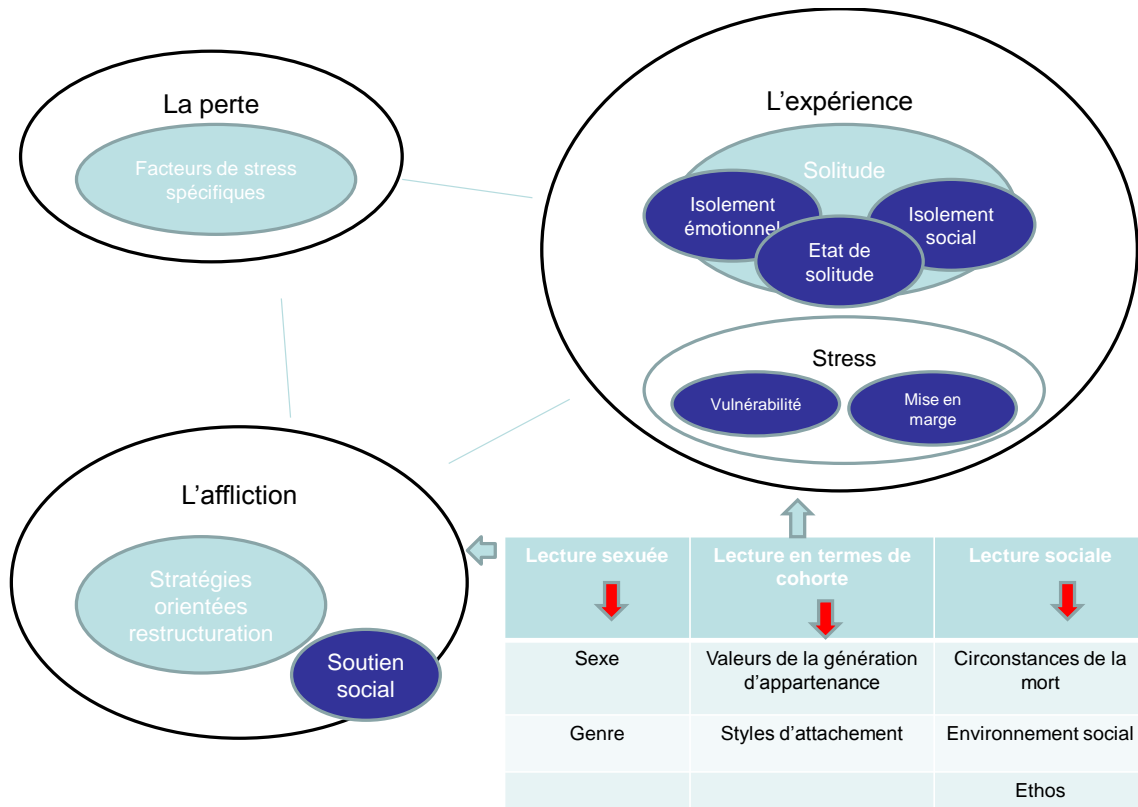 La perte
Facteurs de stress
spécifiques
L'expérience
Solitude
Isolement
émotionnel
Isolement
social
Etat de
solitude
Stress
Vulnérabilité
Mise en
marge
L'affliction
Stratégies
orientées
restructuration
Soutien
social
Lecture sexuée
Lecture en termes de
cohorte
Lecture sociale
Sexe
Valeurs de la génération
d'appartenance
Circonstances de la
mort
Genre
Styles d'attachement
Environnement social
Ethos